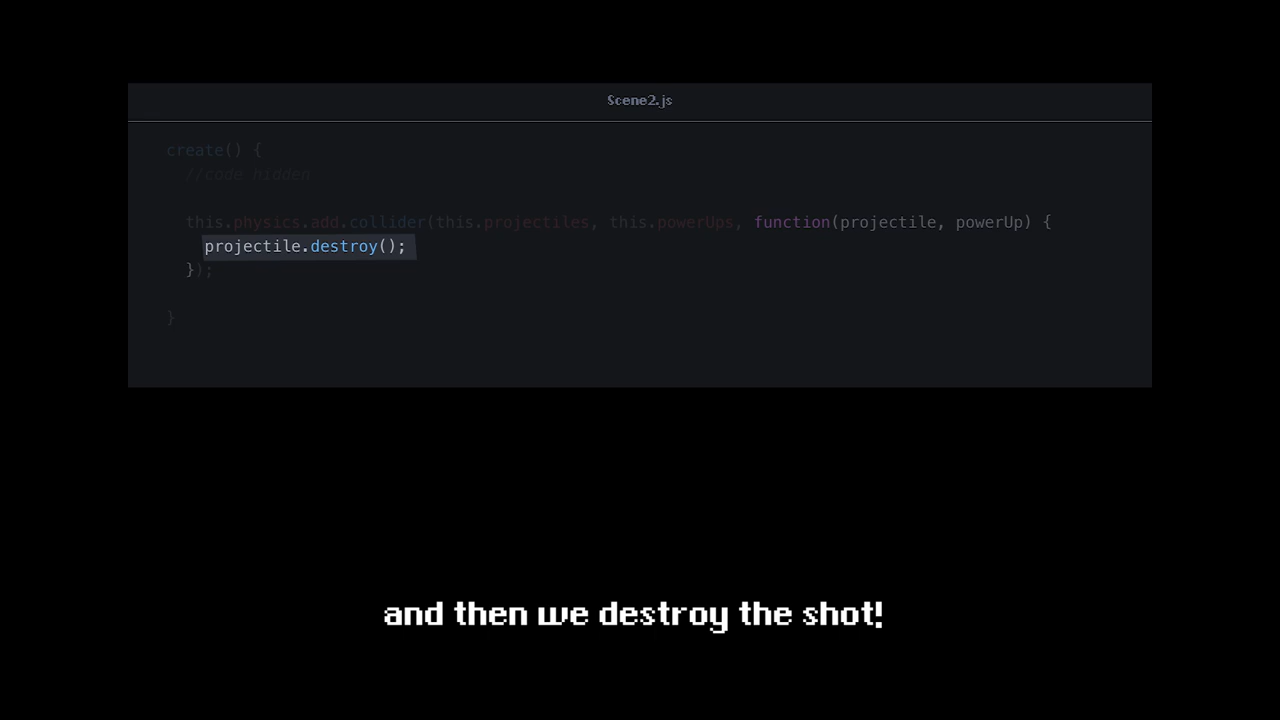 Scene2.js
create() {
//code hidden
this.physics.add.collider(this.projectiles, this.powerUps, function(projectile, powerUp) {
projectile.destroy();
});
}
and then we destroy the shot!